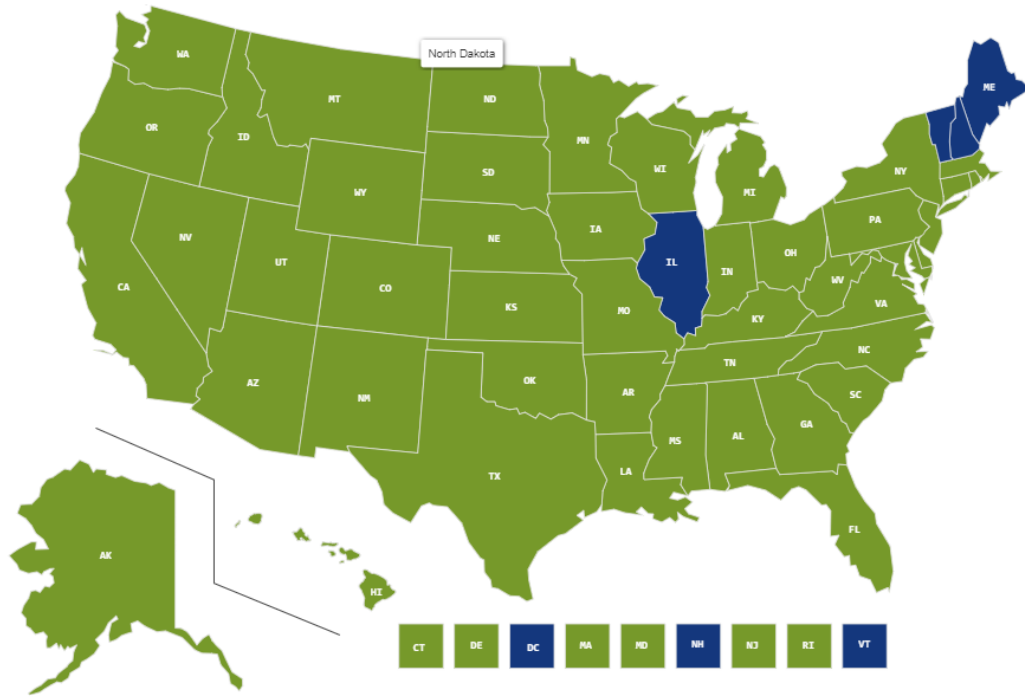 WA
North Dakota
MT
ND
ME
OR
ID
MN
SD
WI
NY
MI
WY
PA
IA
NE
NV
UT
IL
OH
IN
WV
CO
CA
KS
MO
VA
KY
NC
TN
AZ
OK
NM
AR
SC
GA
AL
MS
TX
LA
FL
AK
HI
CT DE DC MA MD NH NJ RI VT